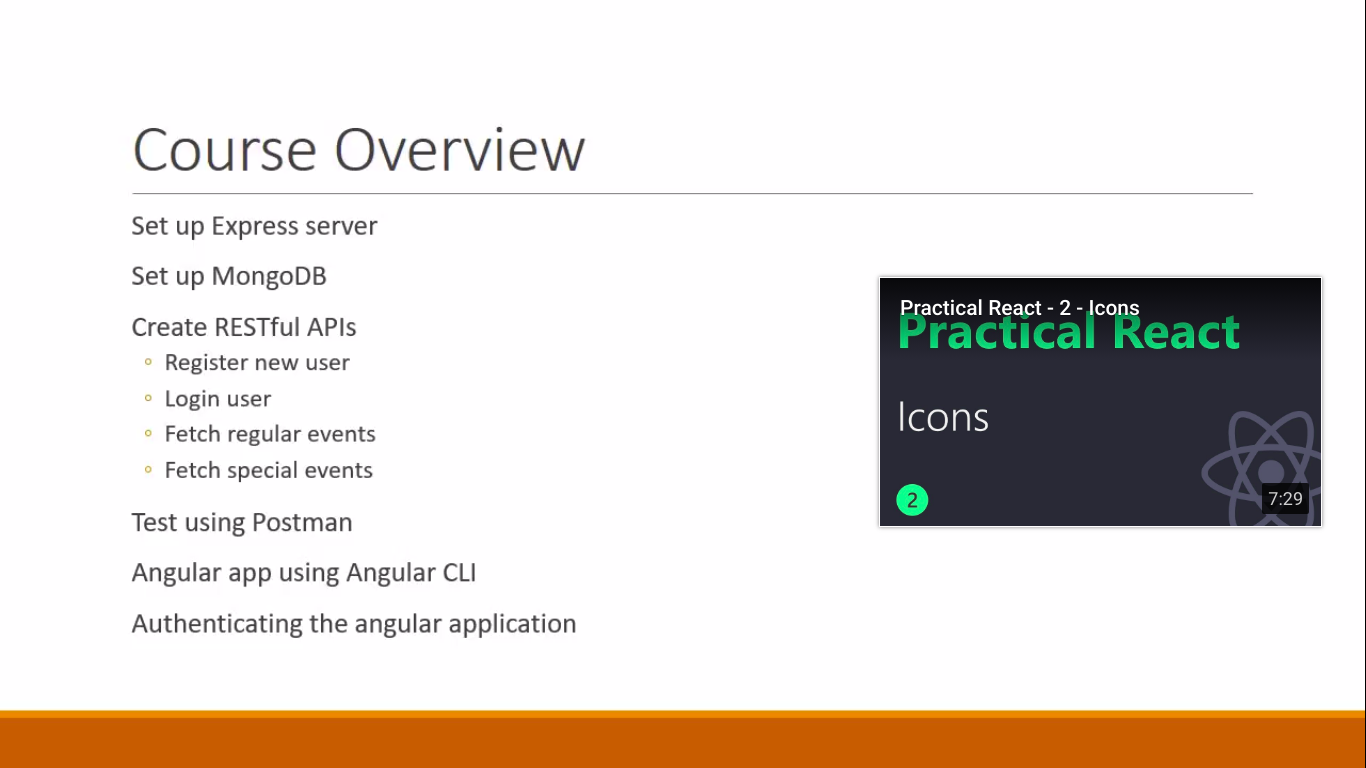 Course Overview
Set up Express server
Set up MongoDB
Create RESTful APIs
Register new user
Login user
Fetch regular events
Fetch special events
Test using Postman
Angular app using Angular CLI
Authenticating the angular application
Practical React - 2 - Icons
Practical React
Icons
2
7:29